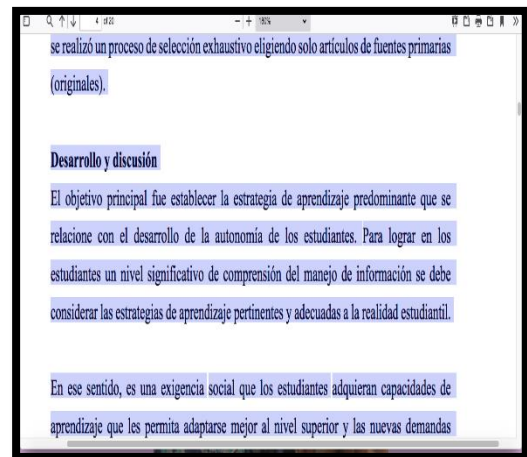 4 of 20
se realizó un proceso de selección exhaustivo eligiendo solo artículos de fuentes primarias
(originales).
Desarrollo y discusión
El objetivo principal fue establecer la estrategia de aprendizaje predominante que se
relacione con el desarrollo de la autonomía de los estudiantes. Para lograr en los
estudiantes un nivel significativo de comprensión del manejo de información se debe
considerar las estrategias de aprendizaje pertinentes y adecuadas a la realidad estudiantil.
En ese sentido, es una exigencia social que los estudiantes adquieran capacidades de
aprendizaje que les permita adaptarse mejor al nivel superior y las nuevas demandas